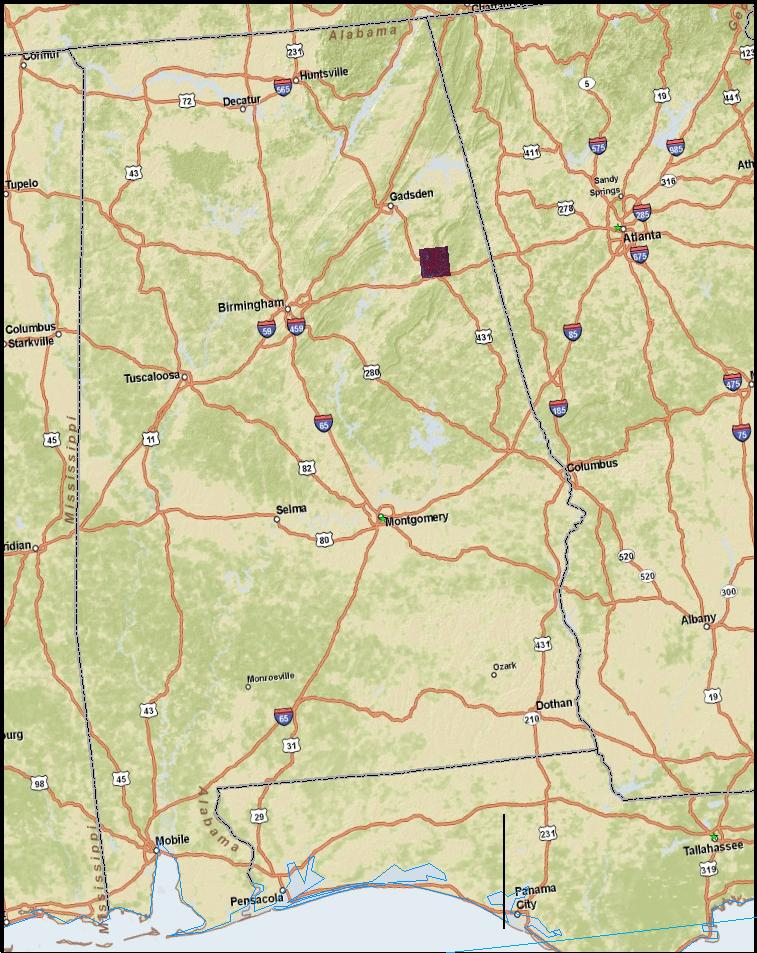 Alabama
231
Huntsville
565
72
Decatur
5
19
441
43
411
575
985
Tupelo
Gadsden
Sandy
Springs
316
278
285
Atlanta
675
Birmingham
59
459
Columbus
Starkville
431
85
280
Tuscaloosa
475
185
65
75
45
11
Mississippi
82
Columbus
Selma
Montgomery
80
520
520
300
Albany
431
Ozark
Monroeville
19
43
65
Dothan
210
31
98
45
Alabama
29
231
Mobile
Mississippi
Tallahassee
319
Pensacola
Panama
City